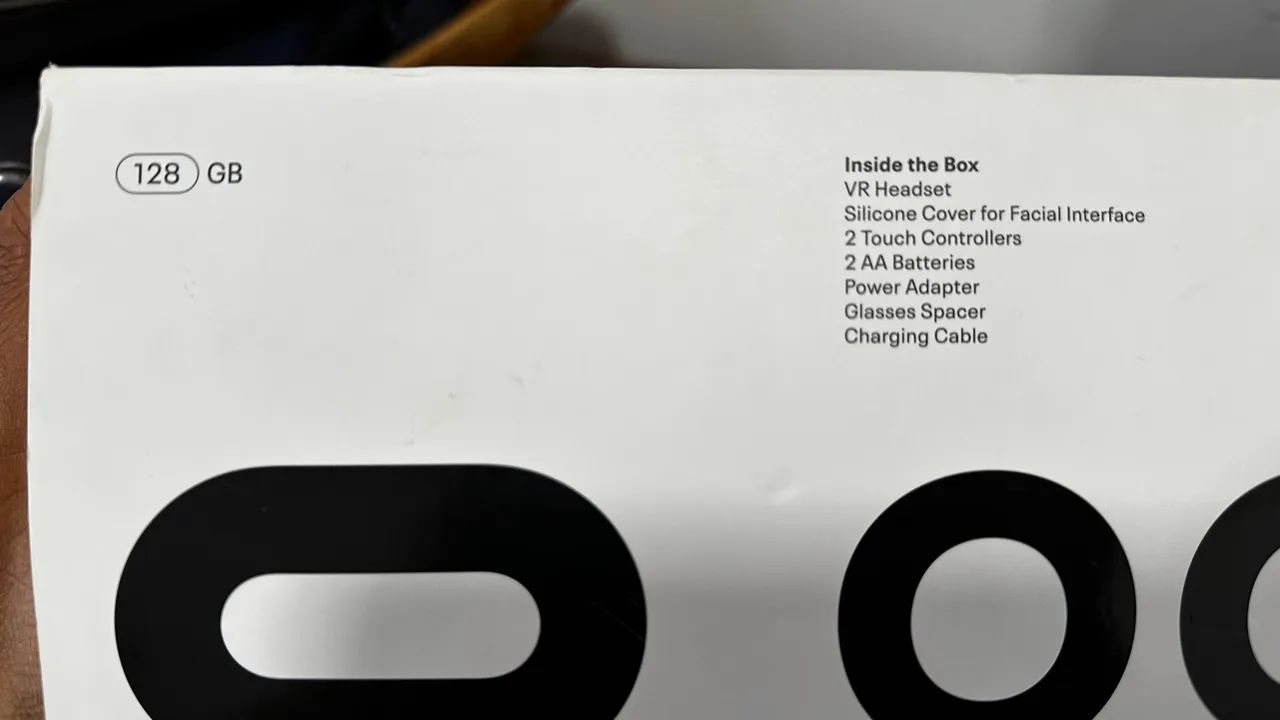 128 GB
Inside the Box
VR Headset
Silicone Cover for Facial Interface
2 Touch Controllers
2 AA Batteries
Power Adapter
Glasses Spacer
Charging Cable